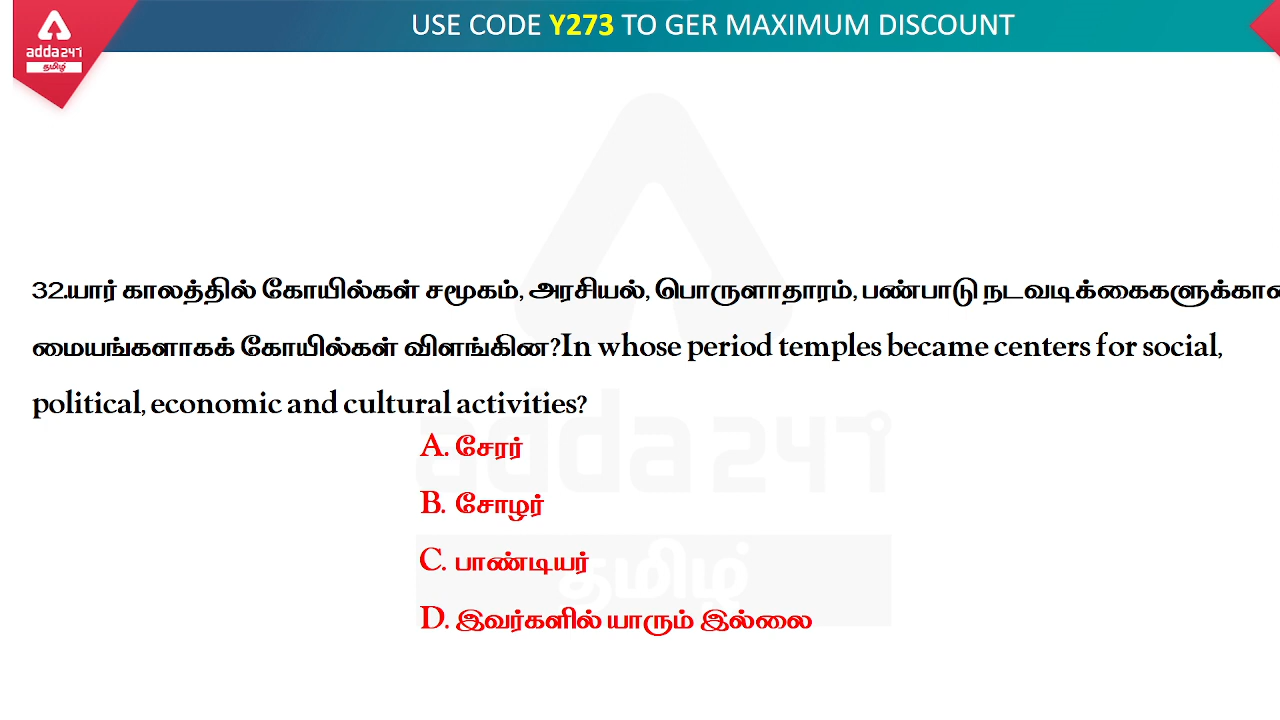 USE CODE Y273 TO GER MAXIMUM DISCOUNT
adda247
தமிழ்
32.யார் காலத்தில் கோயில்கள் சமூகம், அரசியல், பொருளாதாரம், பண்பாடு
மையங்களாகக் கோயில்கள் விளங்கின?In whose period temples became centers for social,
political, economic and cultural activities?
A. சேரர்
B. சோழர்
C. பாண்டியர்
D. இவர்களில் யாரும் இல்லை
adda247
தமிழ்